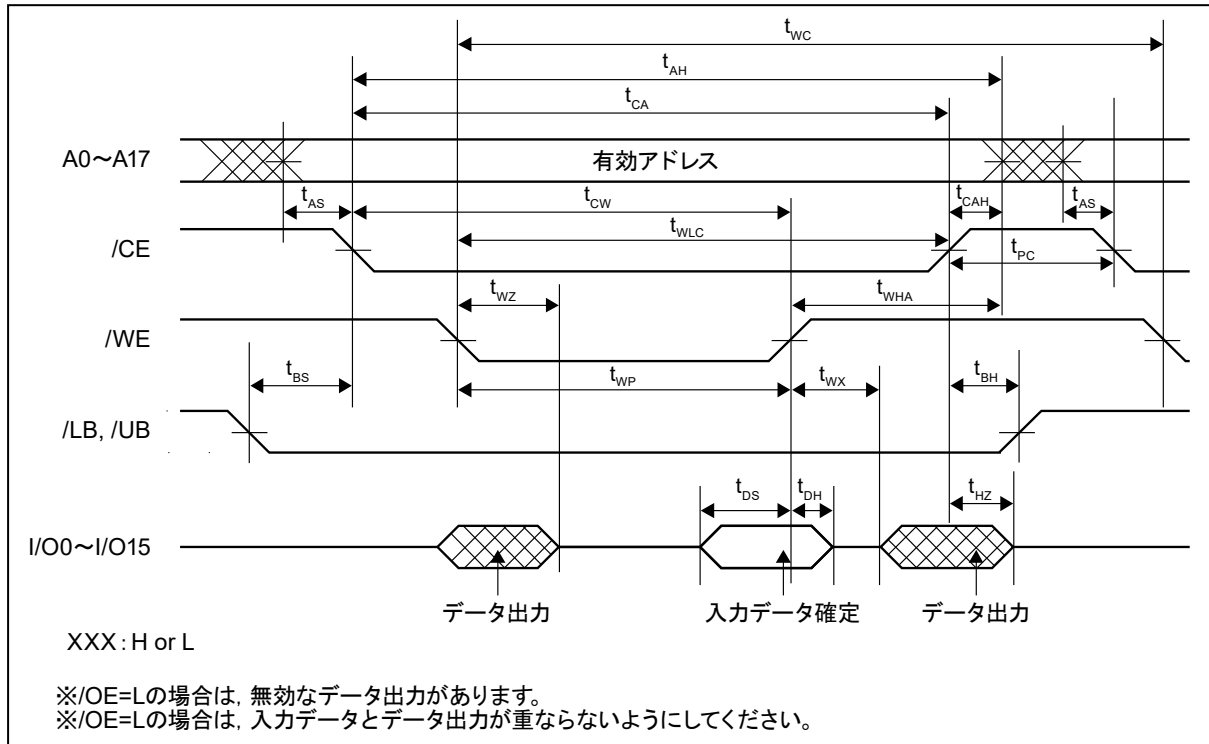 tWC
tAH
tCA
A0～A17 有効アドレス
tAS tCW tCAH tAS
tWLC
/CE tPC
tWZ tWHA
/WE
tBS tWP tWX tBH
/LB, /UB
tDS tDH tHZ
I/O0～I/O15
データ出力 入力データ確定 データ出力
XXX : H or L
※/OE=Lの場合は, 無効なデータ出力があります。
※/OE=Lの場合は, 入力データとデータ出力が重ならないようにしてください。